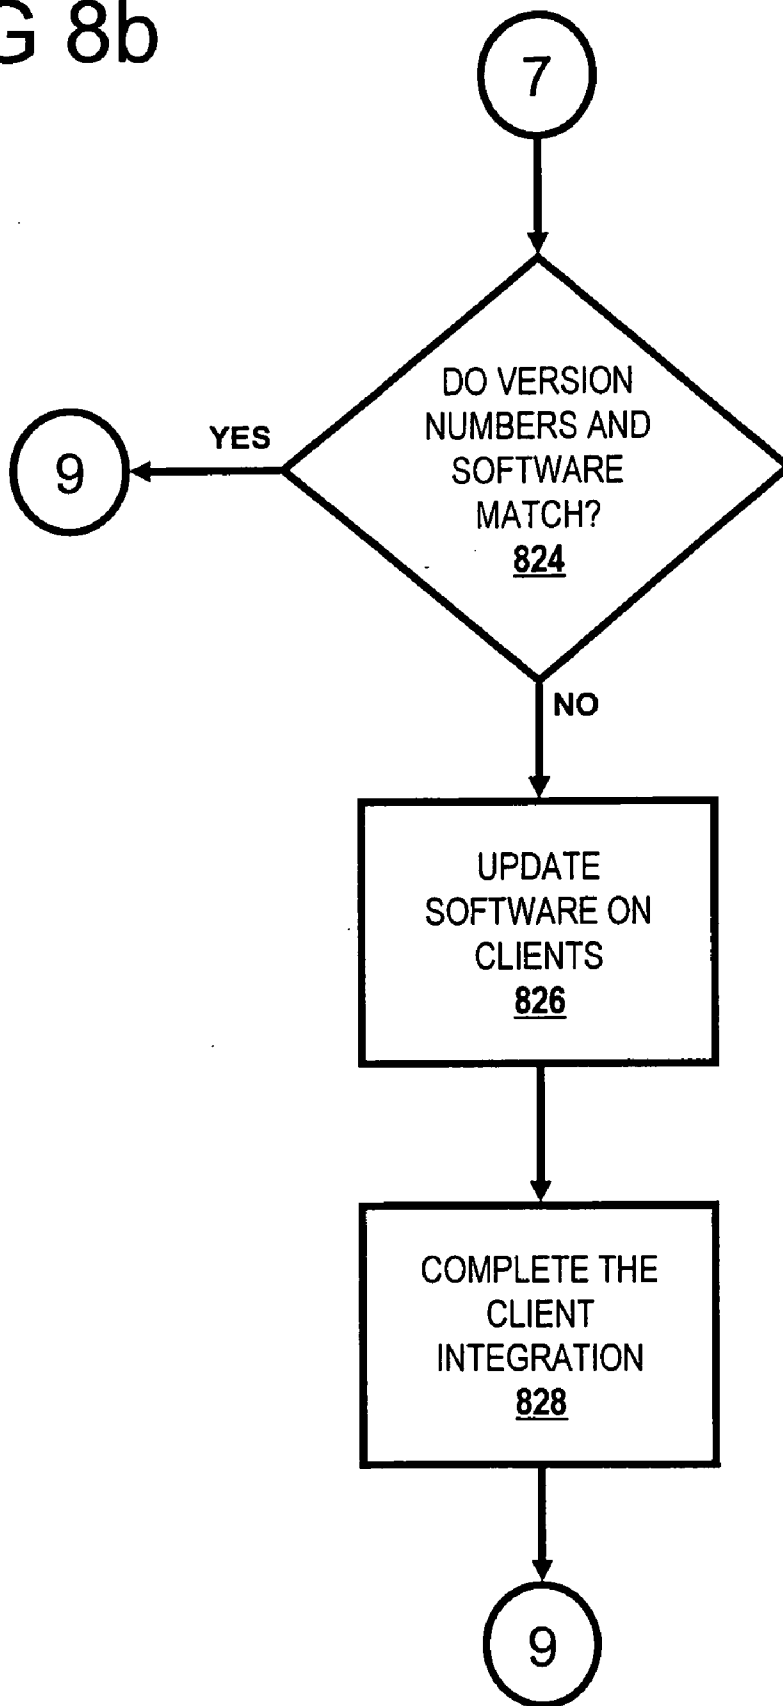 G 8b
7
DO VERSION
NUMBERS AND
SOFTWARE
MATCH?
824
YES
9
NO
UPDATE
SOFTWARE ON
CLIENTS
826
COMPLETE THE
CLIENT
INTEGRATION
828
9